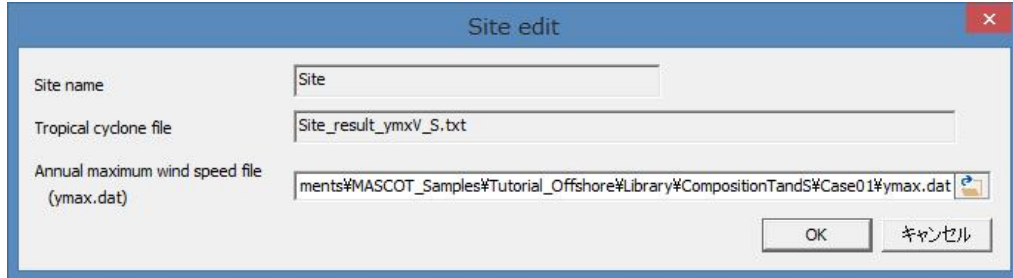 Site edit
Site name
Site
Tropical cyclone file
Site_result_ymxV_S.txt
Annual maximum wind speed file
(ymax.dat)
ments¥MASCOT_Samples¥Tutorial_Offshore¥Library¥CompositionTandS¥Case01¥ymax.dat
OK
キャンセル